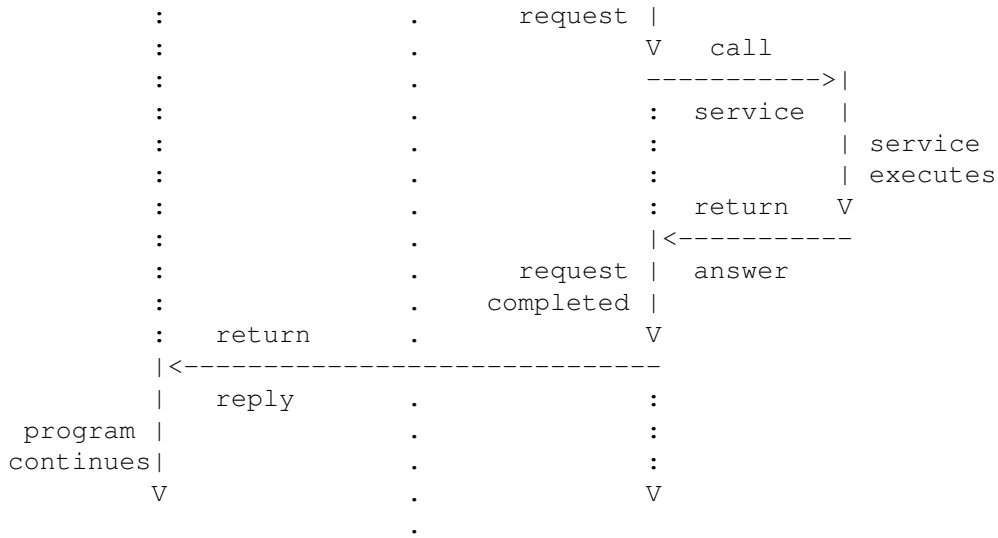 : . request |
: . V call
: . ----------->|
: . : service |
: . : | service
: . : | executes
: . : return V
: . |<-----------
: . request | answer
: . completed |
: return . V
|<------------------------------
| reply . :
program | . :
continues| . :
V . V
.